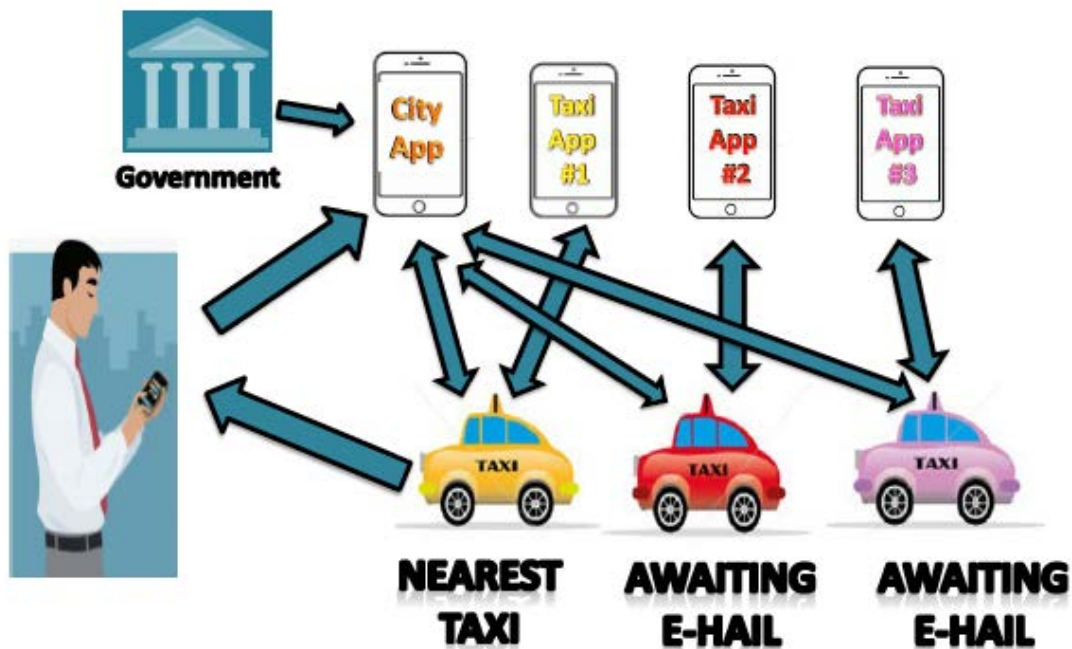 City
App
Taxi
App
#1
Taxi
App
#2
Taxi
App
#3
Government
TAXI
TAXI
TAXI
NEAREST
TAXI
AWAITING
E-HAIL
AWAITING
E-HAIL